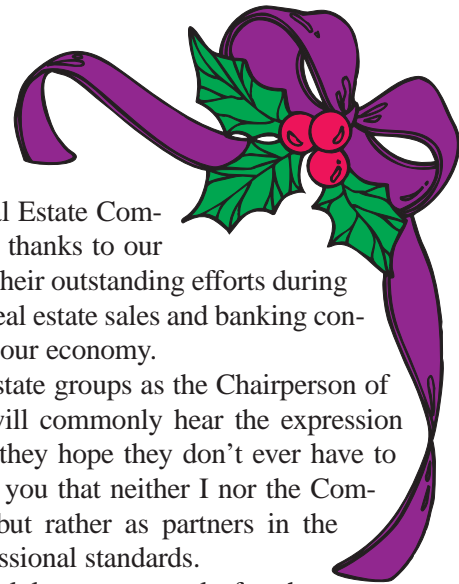 al Estate Com-
thanks to our
heir outstanding efforts during
eal estate sales and banking con-
our economy.
state groups as the Chairperson of
vill commonly hear the expression
they hope they don’t ever have to
you that neither I nor the Com-
but rather as partners in the
essional standards.